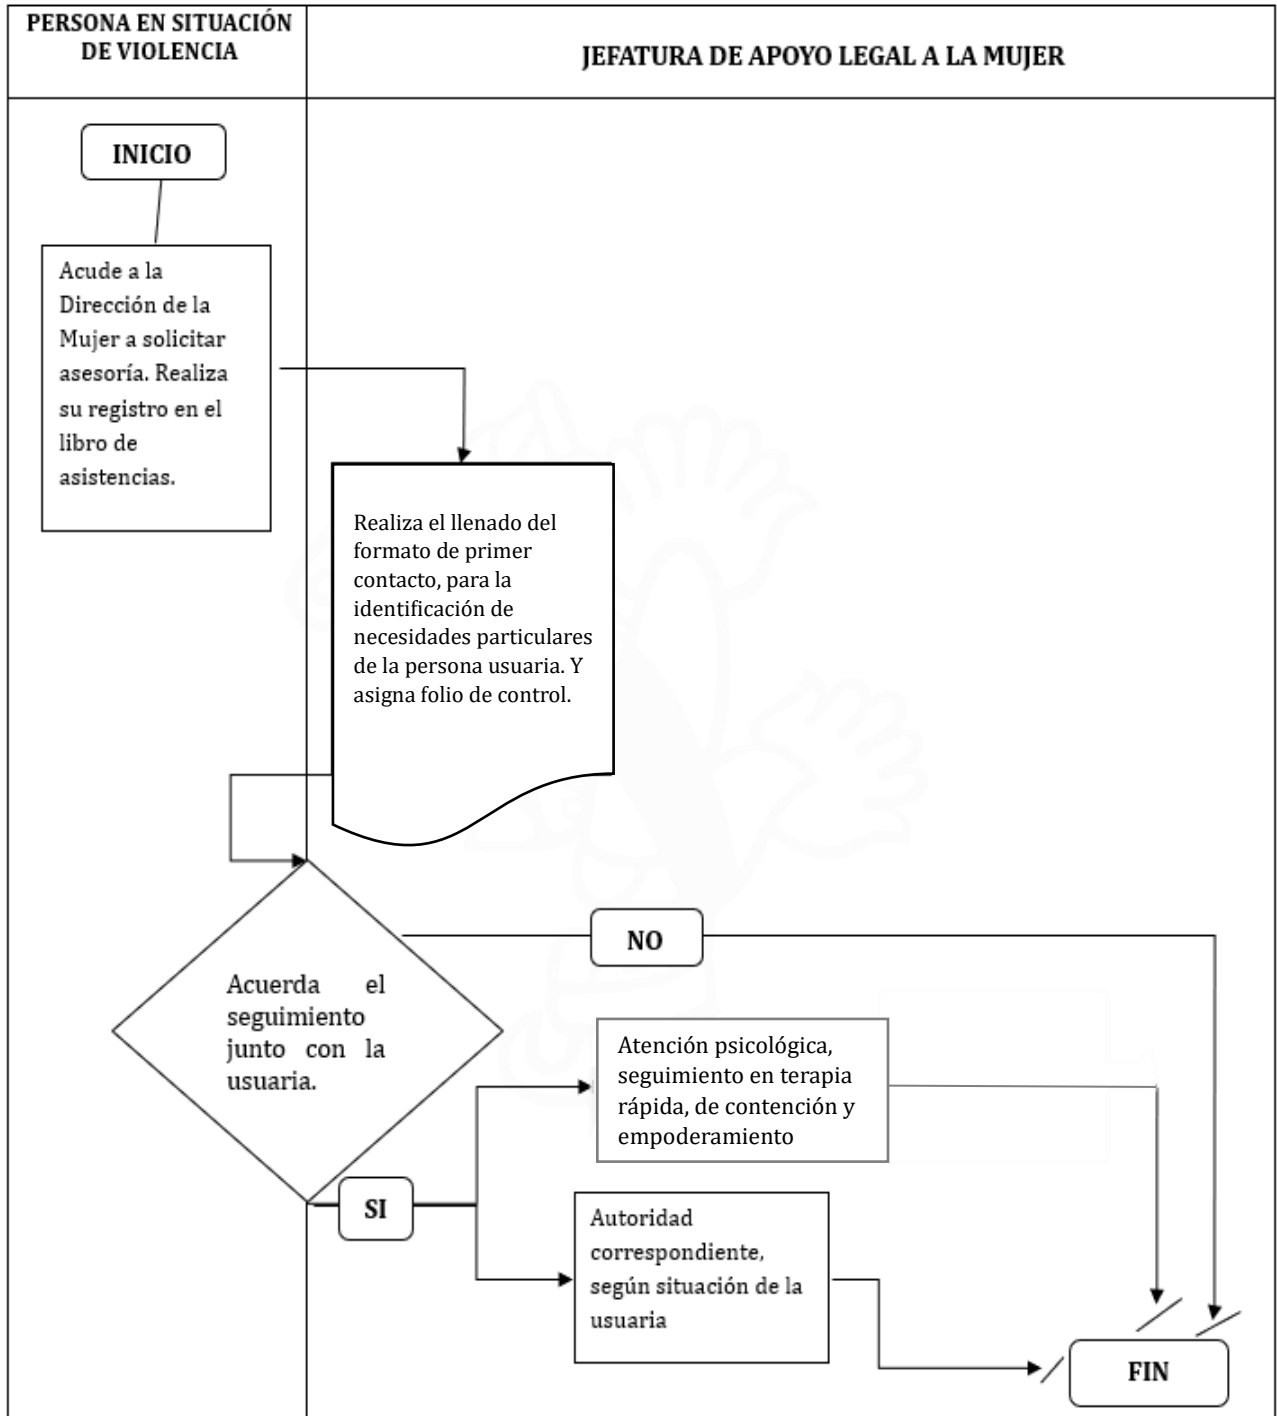 PERSONA EN SITUACIÓN
DE VIOLENCIA
JEFATURA DE APOYO LEGAL A LA MUJER
INICIO
Acude a la
Dirección de la
Mujer a solicitar
asesoría. Realiza
su registro en el
libro de
asistencias.
Realiza el llenado del
formato de primer
contacto, para la
identificación de
necesidades particulares
de la persona usuaria. Y
asigna folio de control.
NO
Acuerda el
seguimiento
junto con la
usuaria.
Atención psicológica,
seguimiento en terapia
rápida, de contención y
empoderamiento
SI
Autoridad
correspondiente,
según situación de la
usuaria
FIN